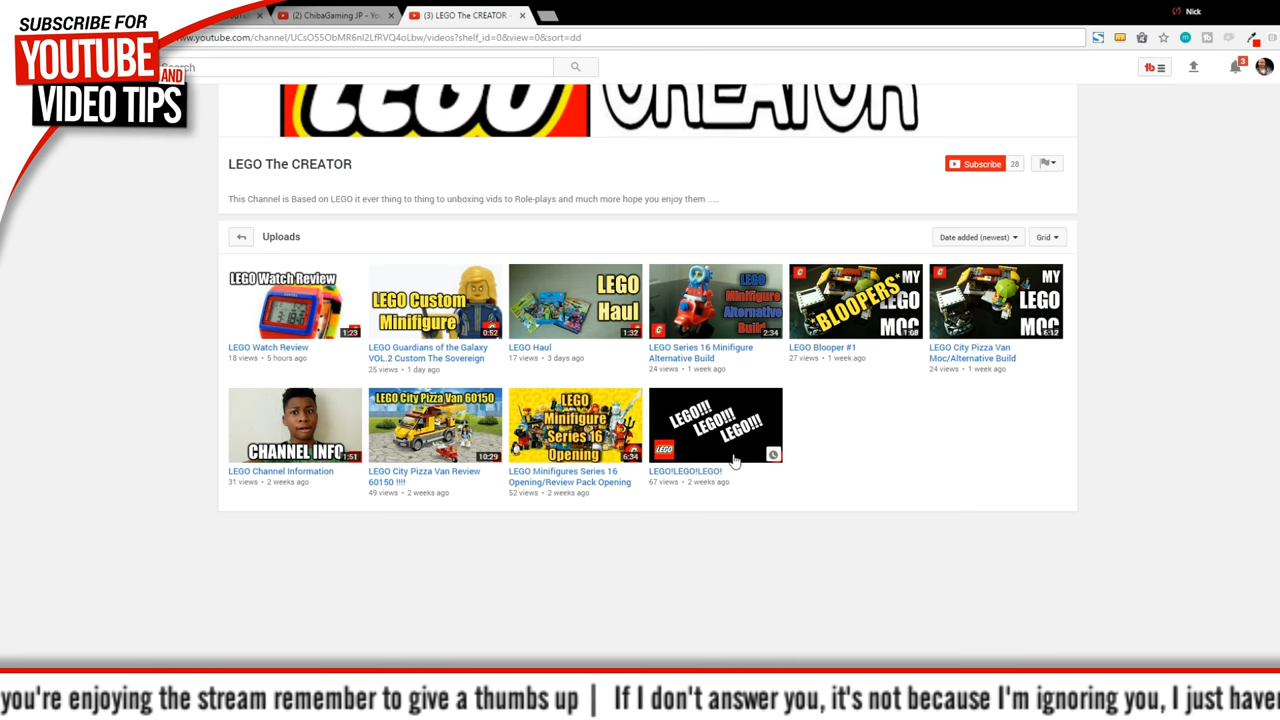 SUBSCRIBE FOR
YOUTUBE
AND
VIDEO TIPS
(2) ChibaGaming JP - Yo
(3) LEGO The CREATOR -
Nick
www.youtube.com/channel/UCsO55ObMR6nI2LfRVQ4oLbw/videos?shelf_id=0&view=0&sort=dd
Search
3
LEGO CREATOR
LEGO The CREATOR
Subscribe 28
This Channel is Based on LEGO it ever thing to thing to unboxing vids to Role-plays and much more hope you enjoy them .....
Uploads
Date added (newest)
Grid
LEGO Watch Review
1:23
LEGO Watch Review
18 views • 5 hours ago
LEGO Custom
Minifigure
0:52
LEGO Guardians of the Galaxy
VOL.2 Custom The Sovereign
25 views • 1 day ago
LEGO
Haul
1:32
LEGO Haul
17 views • 3 days ago
LEGO
Minifigure
Alternative
Build
2:34
LEGO Series 16 Minifigure
Alternative Build
24 views • 1 week ago
MY
LEGO
MOC
*BLOOPERS*
1:08
LEGO Blooper #1
27 views • 1 week ago
MY
LEGO
MOC
6:12
LEGO City Pizza Van
Moc/Alternative Build
24 views • 1 week ago
CHANNEL INFO
1:51
LEGO Channel Information
31 views • 2 weeks ago
LEGO City Pizza Van 60150
10:29
LEGO City Pizza Van Review
60150 !!!!
49 views • 2 weeks ago
LEGO
Minifigure
Series 16
Opening
6:34
LEGO Minifigures Series 16
Opening/Review Pack Opening
52 views • 2 weeks ago
LEGO!!!
LEGO!!!
LEGO!!!
LEGO
LEGO!LEGO!LEGO!
67 views • 2 weeks ago
you're enjoying the stream remember to give a thumbs up | If I don't answer you, it's not because I'm ignoring you, I just haven